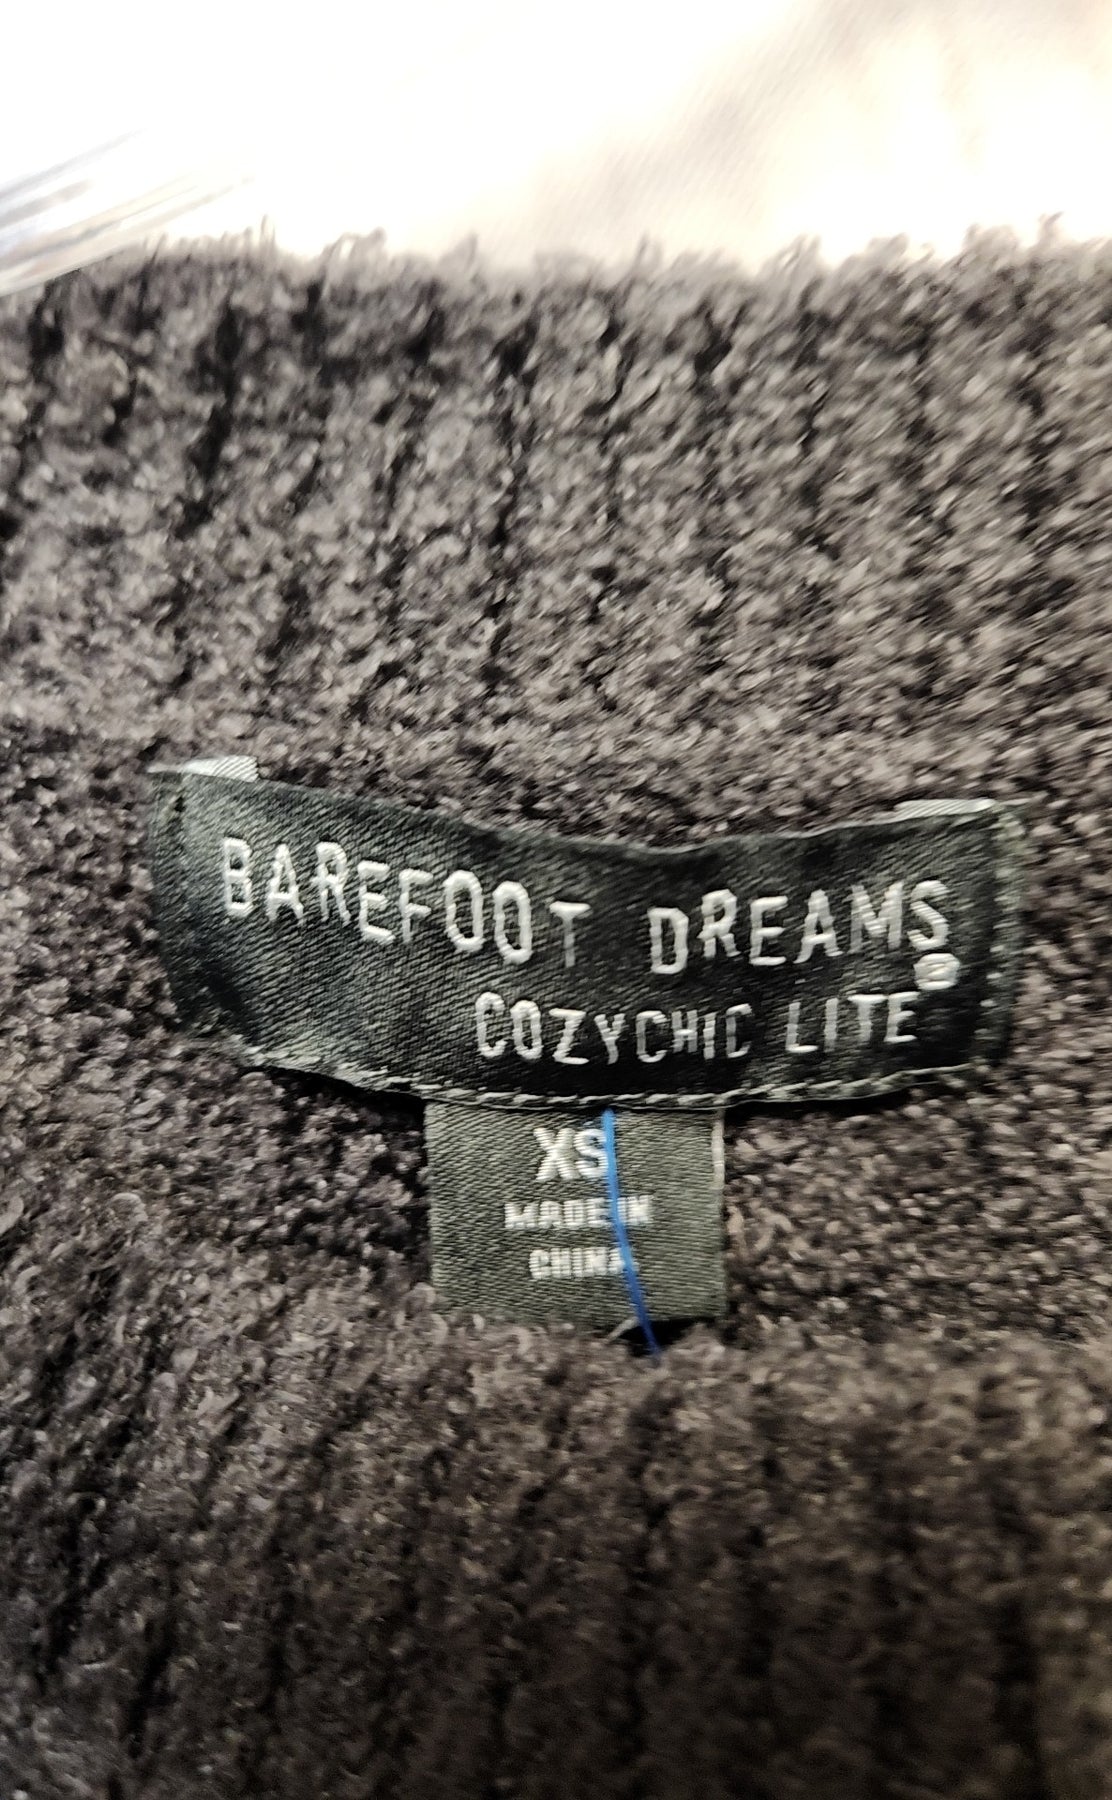 BAREFOOT DREAMS®
COZYCHIC LITE
XS
MADE IN
CHINA